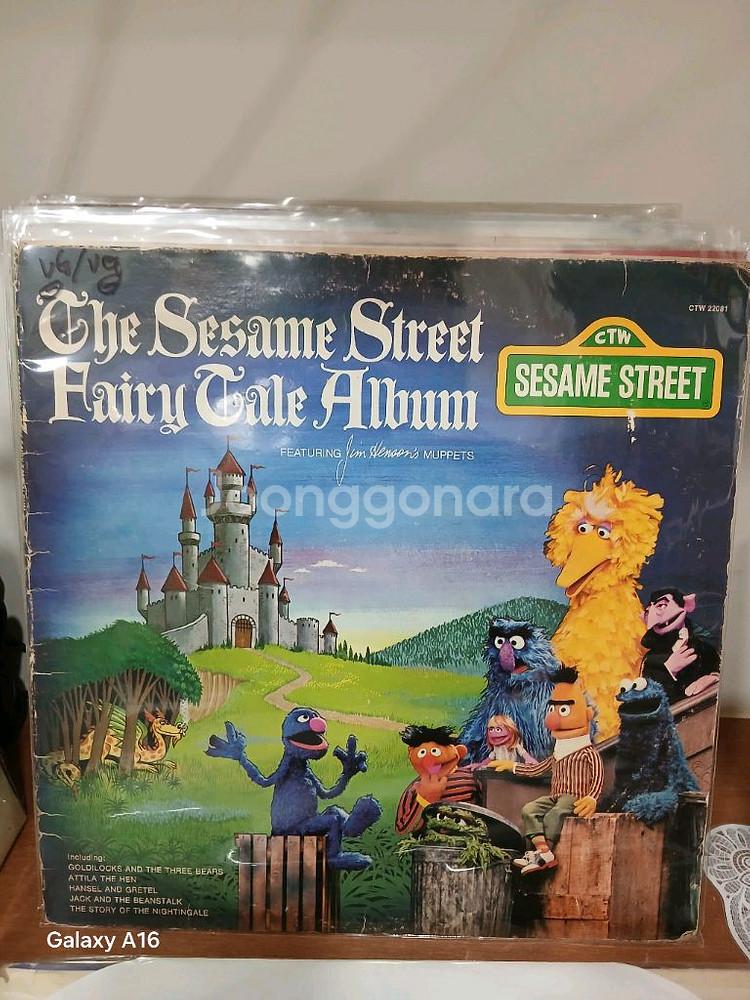 VG/VG
CTW 22081
The Sesame Street
Fairy Tale Album
CTW
SESAME STREET
FEATURING Jim Henson's MUPPETS
Joonggonara
Including:
GOLDILOCKS AND THE THREE BEARS
ATTILA THE HEN
HANSEL AND GRETEL
JACK AND THE BEANSTALK
THE STORY OF THE NIGHTINGALE
Galaxy A16